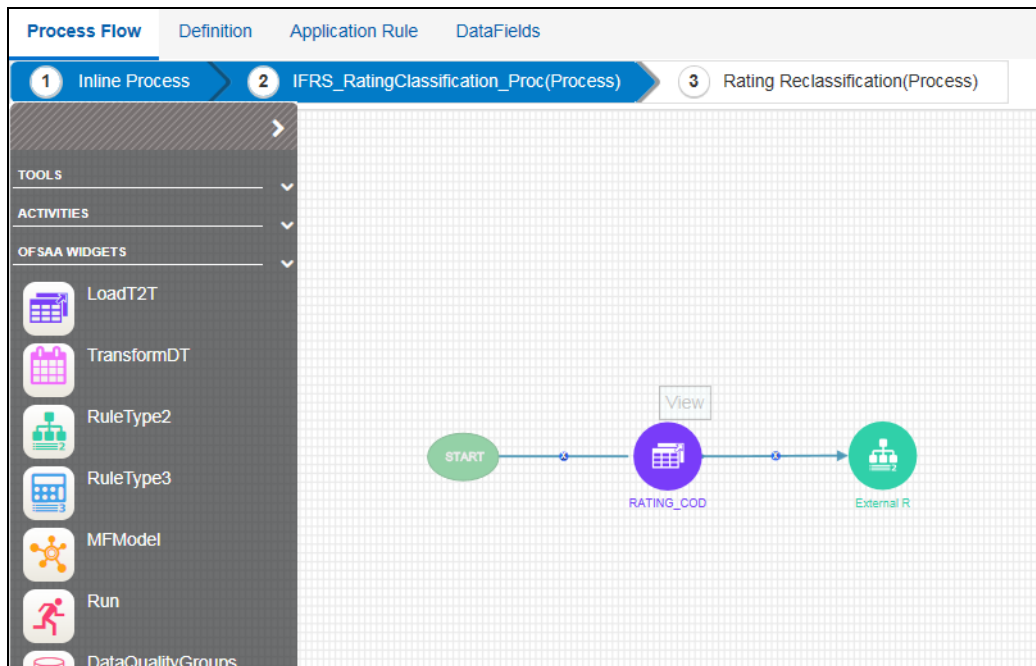 Process Flow Definition Application Rule DataFields
1 Inline Process 2 IFRS_RatingClassification_Proc(Process) 3 Rating Reclassification(Process)
TOOLS
ACTIVITIES
OFSAA WIDGETS
LoadT2T
TransformDT
RuleType2
RuleType3
MFModel
Run
DataQualityGroups
View
START
RATING_COD
External R